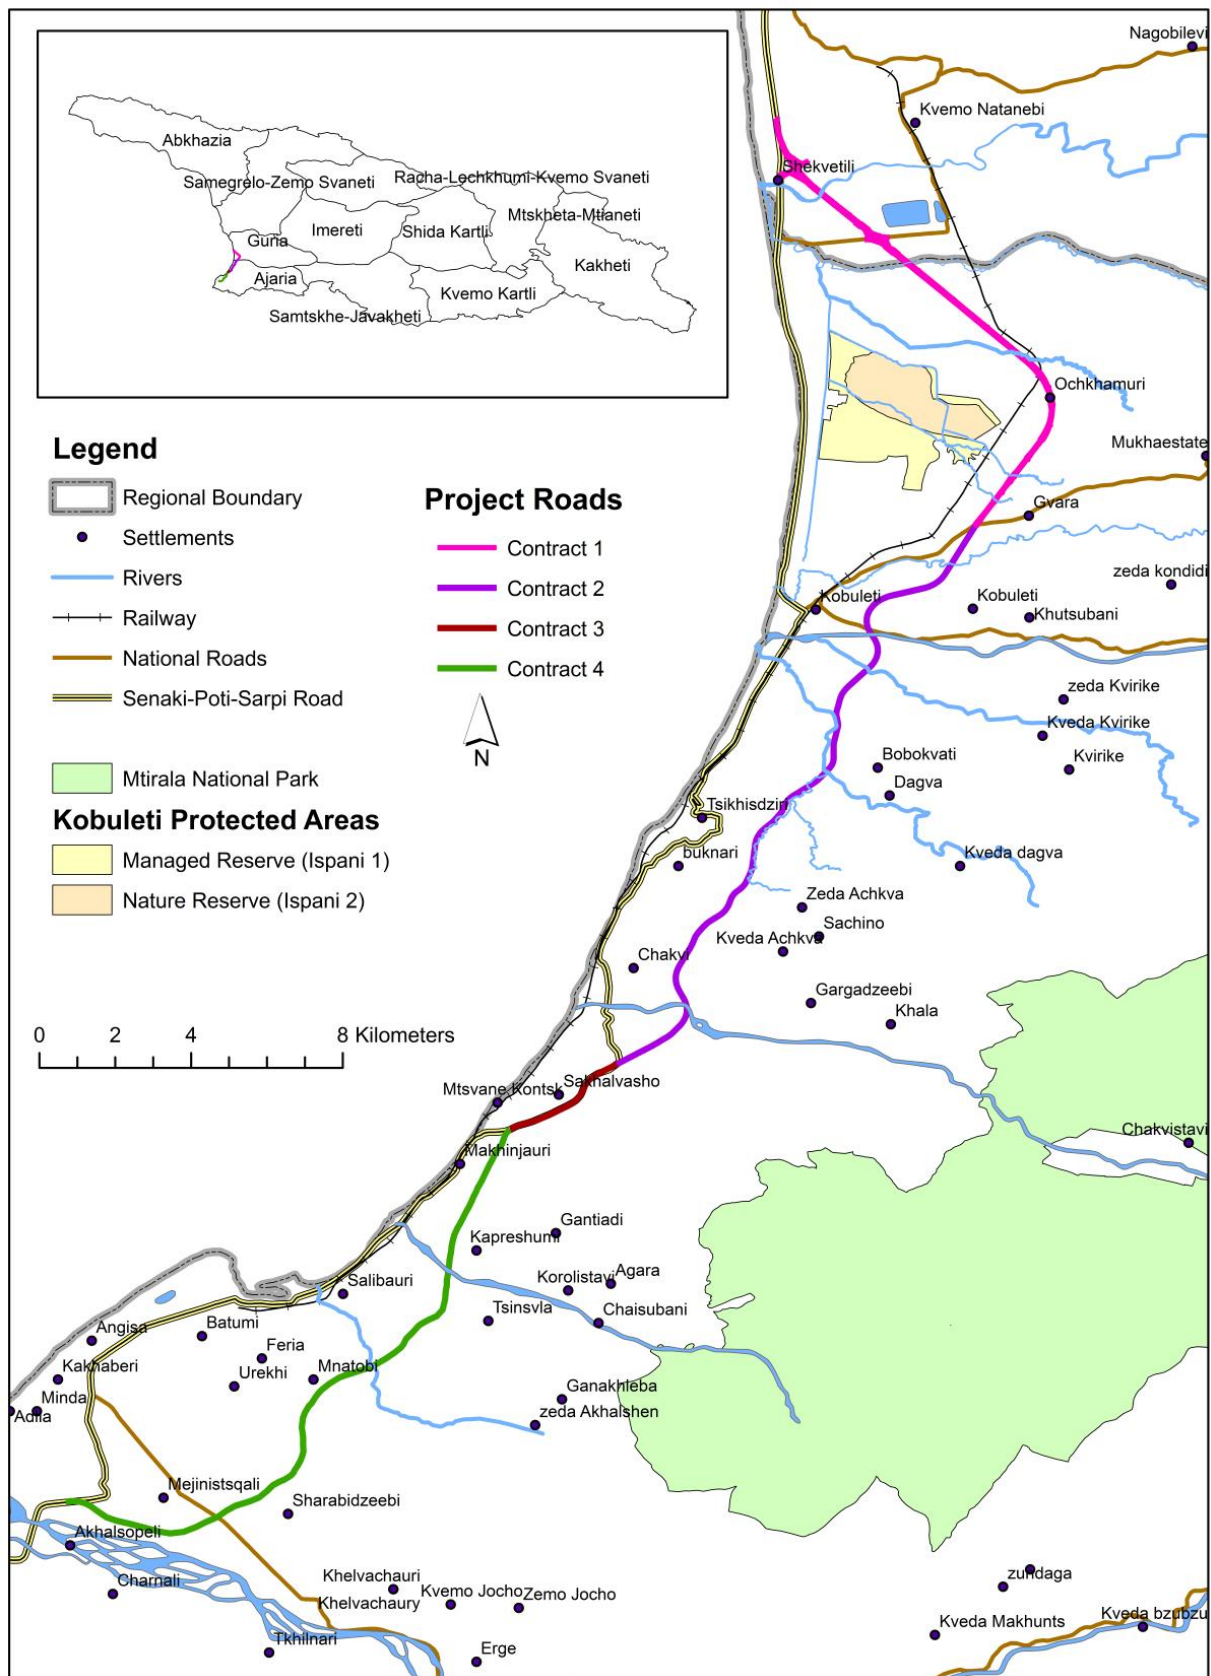 Nagobilevi
Kvemo Natanebi
Abkhazia
Shekvetili
Samegrelo-Zemo Svaneti
Racha-Lechkhumi-Kvemo Svaneti
Mtskheta-Mtianeti
Imereti
Shida Kartli
Guria
Kakheti
Ajaria
Kvemo Kartli
Samtskhe-Javakheti
Ochkhamuri
Mukhaestate
Legend
Regional Boundary
Settlements
Rivers
Railway
National Roads
Senaki-Poti-Sarpi Road
Mtirala National Park
Kobuleti Protected Areas
Managed Reserve (Ispani 1)
Nature Reserve (Ispani 2)
Project Roads
Contract 1
Contract 2
Contract 3
Contract 4
N
Gvara
zeda kondidi
Kobuleti
Kobuleti
Khutsubani
zeda Kvirike
Kveda Kvirike
Kvirike
Bobokvati
Dagva
Tsikhisdziri
buknari
Kveda dagva
Zeda Achkva
Sachino
Kveda Achkva
Chakvi
Gargadzeebi
Khala
0 2 4 8 Kilometers
Mtsvane Kontsk
Sakhalvasho
Chakvistavi
Makhinjauri
Gantiadi
Kapreshumi
Korolistavi
Agara
Salibauri
Tsinsvla
Chaisubani
Batumi
Angisa
Feria
Kakhaberi
Urekhi
Mnatobi
Minda
Adlia
Ganakhleba
zeda Akhalshen
Mejinistsqali
Sharabidzeebi
Akhalsopeli
Charnali
Khelvachauri
Khelvachaury
Kvemo Jocho
Zemo Jocho
zundaga
Kveda Makhunts
Kveda bzubzu
Tkhilnari
Erge